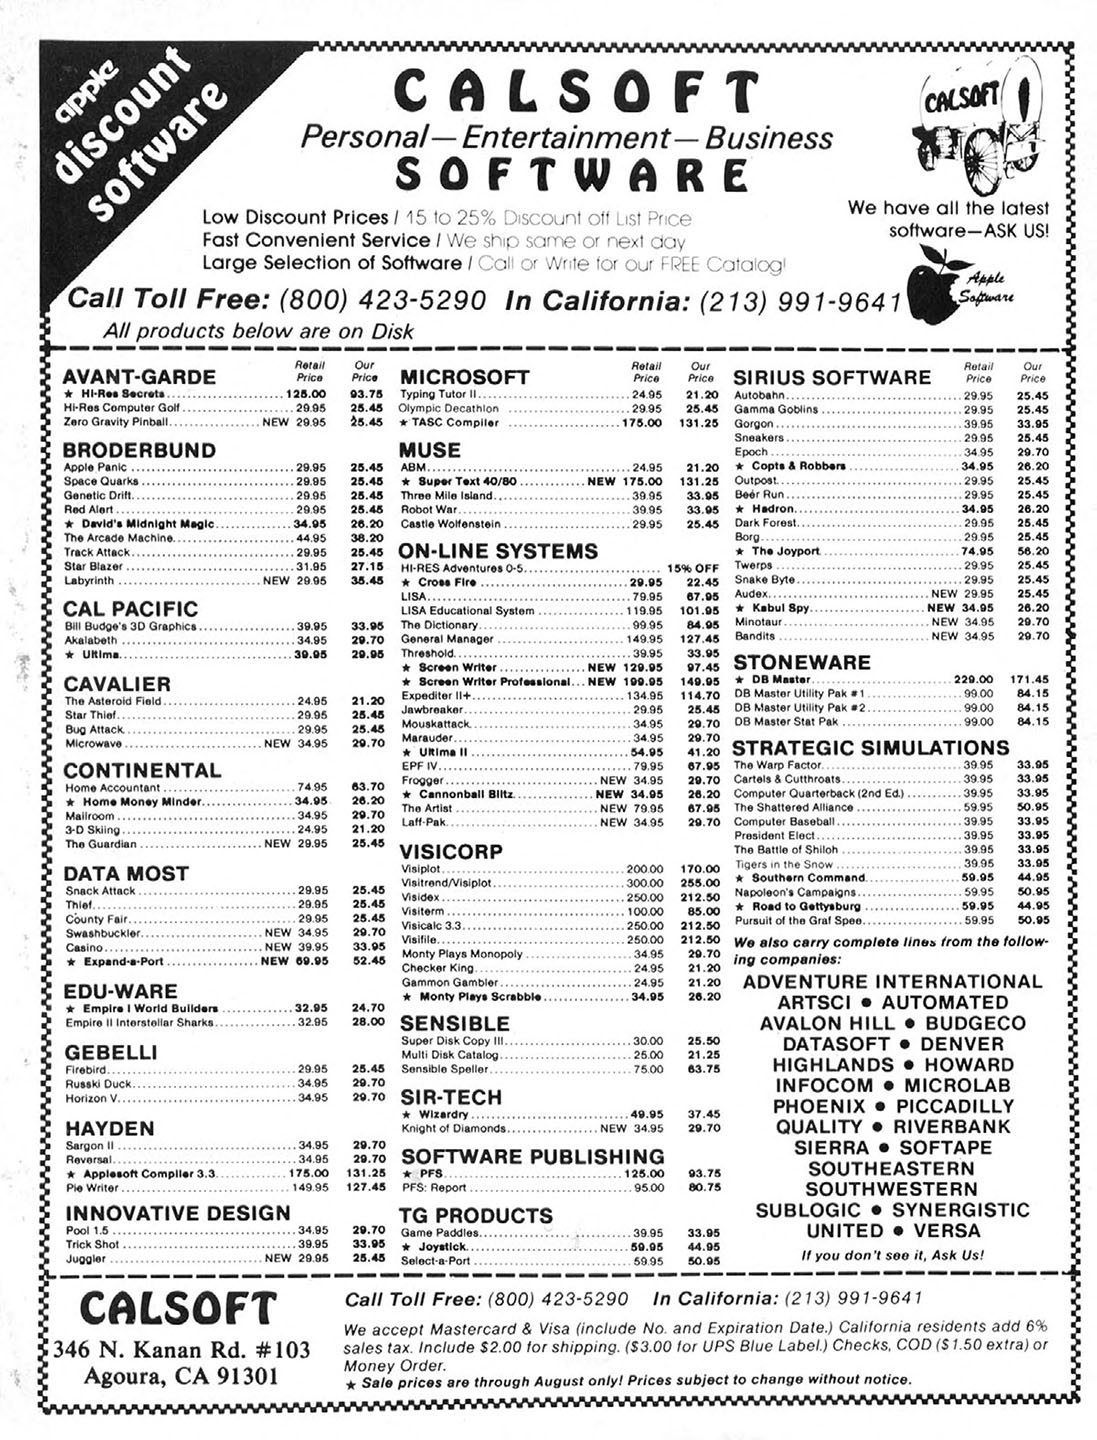 apple
discount
software
CALSOFT
Personal—Entertainment—Business
SOFTWARE
CALSOFT
Low Discount Prices / 15 to 25% Discount off List Price
Fast Convenient Service / We ship same or next day
Large Selection of Software / Call or Write for our FREE Catalog!
We have all the latest
software—ASK US!
Apple
Software
Call Toll Free: (800) 423-5290 In California: (213) 991-9641
All products below are on Disk
AVANT-GARDE Retail Price Our Price
★ Hi-Res Secrets 125.00 93.75
Hi-Res Computer Golf 29.95 25.45
Zero Gravity Pinball NEW 29.95 25.45
BRODERBUND
Apple Panic 29.95 25.45
Space Quarks 29.95 25.45
Genetic Drift 29.95 25.45
Red Alert 29.95 25.45
★ David's Midnight Magic 34.95 26.20
The Arcade Machine 44.95 38.20
Track Attack 29.95 25.45
Star Blazer 31.95 27.15
Labyrinth NEW 29.95 35.45
CAL PACIFIC
Bill Budge's 3D Graphics 39.95 33.95
Akalabeth 34.95 29.70
★ Ultima 39.95 29.95
CAVALIER
The Asteroid Field 24.95 21.20
Star Thief 29.95 25.45
Bug Attack 29.95 25.45
Microwave NEW 34.95 29.70
CONTINENTAL
Home Accountant 74.95 63.70
★ Home Money Minder 34.95 26.20
Mailroom 34.95 29.70
3-D Skiing 24.95 21.20
The Guardian NEW 29.95 25.45
DATA MOST
Snack Attack 29.95 25.45
Thief 29.95 25.45
County Fair 29.95 25.45
Swashbuckler NEW 34.95 29.70
Casino NEW 39.95 33.95
★ Expand-a-Port NEW 69.95 52.45
EDU-WARE
★ Empire I World Builders 32.95 24.70
Empire II Interstellar Sharks 32.95 28.00
GEBELLI
Firebird 29.95 25.45
Russki Duck 34.95 29.70
Horizon V 34.95 29.70
HAYDEN
Sargon II 34.95 29.70
Reversal 34.95 29.70
★ Applesoft Compiler 3.3 175.00 131.25
Pie Writer 149.95 127.45
INNOVATIVE DESIGN
Pool 1.5 34.95 29.70
Trick Shot 39.95 33.95
Juggler NEW 29.95 25.45
MICROSOFT Retail Price Our Price
Typing Tutor II 24.95 21.20
Olympic Decathlon 29.95 25.45
★ TASC Compiler 175.00 131.25
MUSE
ABM 24.95 21.20
★ Super Text 40/80 NEW 175.00 131.25
Three Mile Island 39.95 33.95
Robot War 39.95 33.95
Castle Wolfenstein 29.95 25.45
ON-LINE SYSTEMS
HI-RES Adventures 0-5 15% OFF
★ Cross Fire 29.95 22.45
LISA 79.95 67.95
LISA Educational System 119.95 101.95
The Dictionary 99.95 84.95
General Manager 149.95 127.45
Threshold 39.95 33.95
★ Screen Writer NEW 129.95 97.45
★ Screen Writer Professional NEW 199.95 149.95
Expediter II+ 134.95 114.70
Jawbreaker 29.95 25.45
Mouskattack 34.95 29.70
Marauder 34.95 29.70
★ Ultima II 54.95 41.20
EPF IV 79.95 67.95
Frogger NEW 34.95 29.70
★ Cannonball Blitz NEW 34.95 26.20
The Artist NEW 79.95 67.95
Laff-Pak NEW 34.95 29.70
VISICORP
Visiplot 200.00 170.00
Visitrend/Visiplot 300.00 255.00
Visidex 250.00 212.50
Visiterm 100.00 85.00
Visicalc 3.3 250.00 212.50
Visifile 250.00 212.50
Monty Plays Monopoly 34.95 29.70
Checker King 24.95 21.20
Gammon Gambler 24.95 21.20
★ Monty Plays Scrabble 34.95 26.20
SENSIBLE
Super Disk Copy III 30.00 25.50
Multi Disk Catalog 25.00 21.25
Sensible Speller 75.00 63.75
SIR-TECH
★ Wizardry 49.95 37.45
Knight of Diamonds NEW 34.95 29.70
SOFTWARE PUBLISHING
★ PFS 125.00 93.75
PFS: Report 95.00 80.75
TG PRODUCTS
Game Paddles 39.95 33.95
★ Joystick 59.95 44.95
Select-a-Port 59.95 50.95
SIRIUS SOFTWARE Retail Price Our Price
Autobahn 29.95 25.45
Gamma Goblins 29.95 25.45
Gorgon 39.95 33.95
Sneakers 29.95 25.45
Epoch 34.95 29.70
★ Copts & Robbers 34.95 26.20
Outpost 29.95 25.45
Beér Run 29.95 25.45
★ Hadron 34.95 26.20
Dark Forest 29.95 25.45
Borg 29.95 25.45
★ The Joyport 74.95 56.20
Twerps 29.95 25.45
Snake Byte 29.95 25.45
Audex NEW 29.95 25.45
★ Kabul Spy NEW 34.95 26.20
Minotaur NEW 34.95 29.70
Bandits NEW 34.95 29.70
STONEWARE
★ DB Master 229.00 171.45
DB Master Utility Pak #1 99.00 84.15
DB Master Utility Pak #2 99.00 84.15
DB Master Stat Pak 99.00 84.15
STRATEGIC SIMULATIONS
The Warp Factor 39.95 33.95
Cartels & Cutthroats 39.95 33.95
Computer Quarterback (2nd Ed.) 39.95 33.95
The Shattered Alliance 59.95 50.95
Computer Baseball 39.95 33.95
President Elect 39.95 33.95
The Battle of Shiloh 39.95 33.95
Tigers in the Snow 39.95 33.95
★ Southern Command 59.95 44.95
Napoleon's Campaigns 59.95 50.95
★ Road to Gettysburg 59.95 44.95
Pursuit of the Graf Spee 59.95 50.95
We also carry complete lines from the follow-
ing companies:
ADVENTURE INTERNATIONAL
ARTSCI ● AUTOMATED
AVALON HILL ● BUDGECO
DATASOFT ● DENVER
HIGHLANDS ● HOWARD
INFOCOM ● MICROLAB
PHOENIX ● PICCADILLY
QUALITY ● RIVERBANK
SIERRA ● SOFTAPE
SOUTHEASTERN
SOUTHWESTERN
SUBLOGIC ● SYNERGISTIC
UNITED ● VERSA
If you don't see it, Ask Us!
CALSOFT
346 N. Kanan Rd. #103
Agoura, CA 91301
Call Toll Free: (800) 423-5290 In California: (213) 991-9641
We accept Mastercard & Visa (include No. and Expiration Date.) California residents add 6%
sales tax. Include $2.00 for shipping. ($3.00 for UPS Blue Label.) Checks, COD ($1.50 extra) or
Money Order.
★ Sale prices are through August only! Prices subject to change without notice.